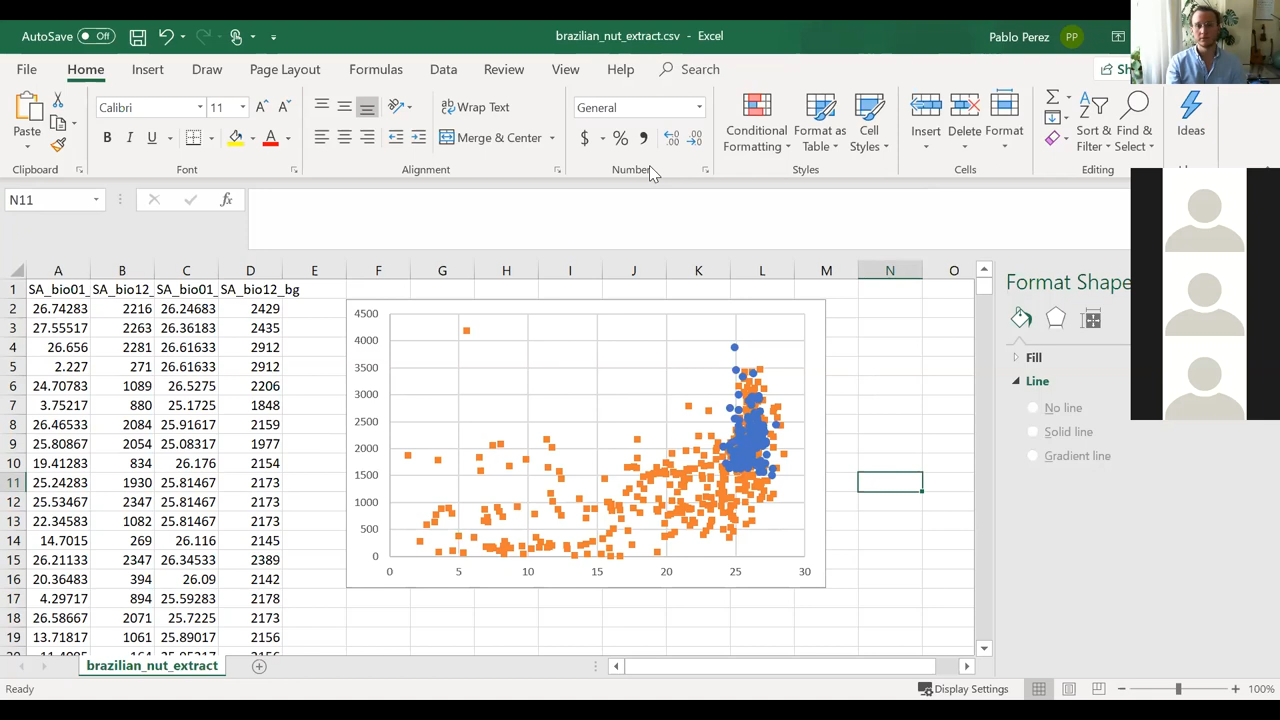 AutoSave Off brazilian_nut_extract.csv - Excel Pablo Perez PP
File Home Insert Draw Page Layout Formulas Data Review View Help Search Sh
Paste Calibri 11 Wrap Text General Conditional Formatting Format as Table Cell Styles Insert Delete Format Sort & Filter Find & Select Ideas
B I U A Merge & Center $ %
Clipboard Font Alignment Number Styles Cells Editing
N11 fx
A B C D E F G H I J K L M N O
1 SA_bio01_ SA_bio12_ SA_bio01_ SA_bio12_bg
2 26.74283 2216 26.24683 2429
3 27.55517 2263 26.36183 2435
4 26.656 2281 26.61633 2912
5 2.227 271 26.61633 2912
6 24.70783 1089 26.5275 2206
7 3.75217 880 25.1725 1848
8 26.46533 2084 25.91617 2159
9 25.80867 2054 25.08317 1977
10 19.41283 834 26.176 2154
11 25.24283 1930 25.81467 2173
12 25.53467 2347 25.81467 2173
13 22.34583 1082 25.81467 2173
14 14.7015 269 26.116 2145
15 26.21133 2347 26.34533 2389
16 20.36483 394 26.09 2142
17 4.29717 894 25.59283 2178
18 26.58667 2071 25.7225 2173
19 13.71817 1061 25.89017 2156
4500
4000
3500
3000
2500
2000
1500
1000
500
0
0 5 10 15 20 25 30
Format Shape
Fill
Line
No line
Solid line
Gradient line
brazilian_nut_extract
Ready Display Settings 100%